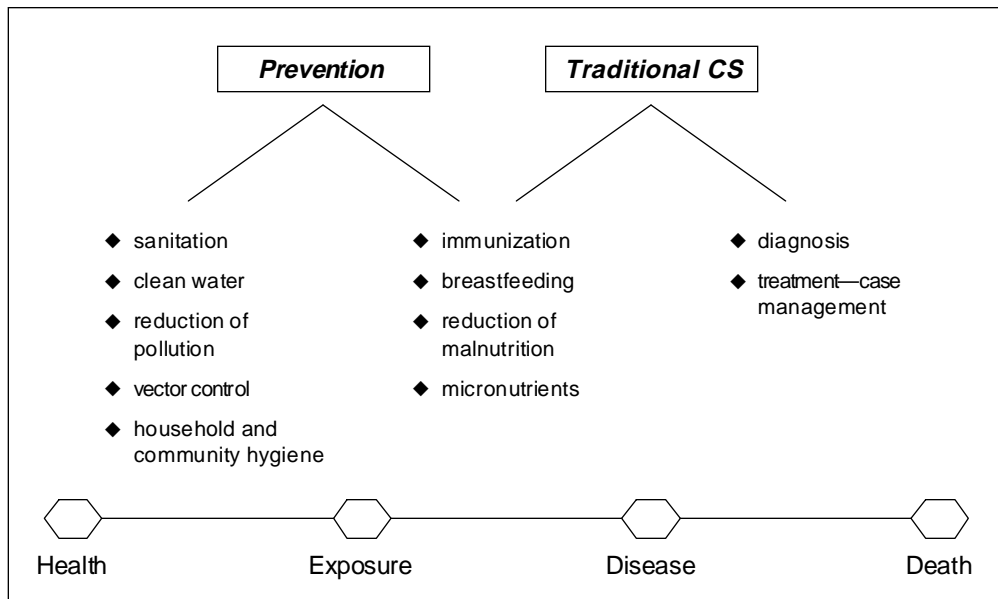 Prevention
Traditional CS
◆ sanitation
◆ clean water
◆ reduction of
pollution
◆ vector control
◆ household and
community hygiene
◆ immunization
◆ breastfeeding
◆ reduction of
malnutrition
◆ micronutrients
◆ diagnosis
◆ treatment—case
management
Health
Exposure
Disease
Death